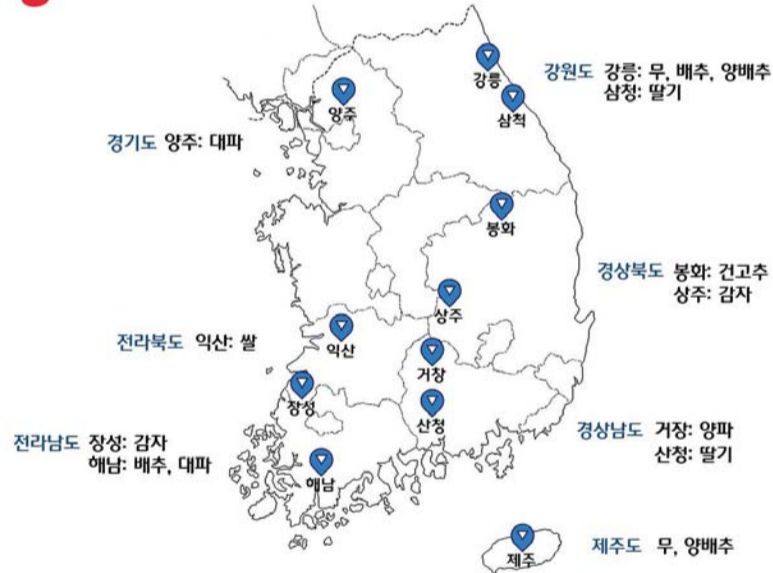 강릉
강원도 강릉: 무, 배추, 양배추
삼청: 딸기
삼척
양주
경기도 양주: 대파
봉화
경상북도 봉화: 건고추
상주: 감자
상주
전라북도 익산: 쌀
익산
거창
장성
산청
경상남도 거장: 양파
산청: 딸기
전라남도 장성: 감자
해남: 배추, 대파
해남
제주
제주도 무, 양배추